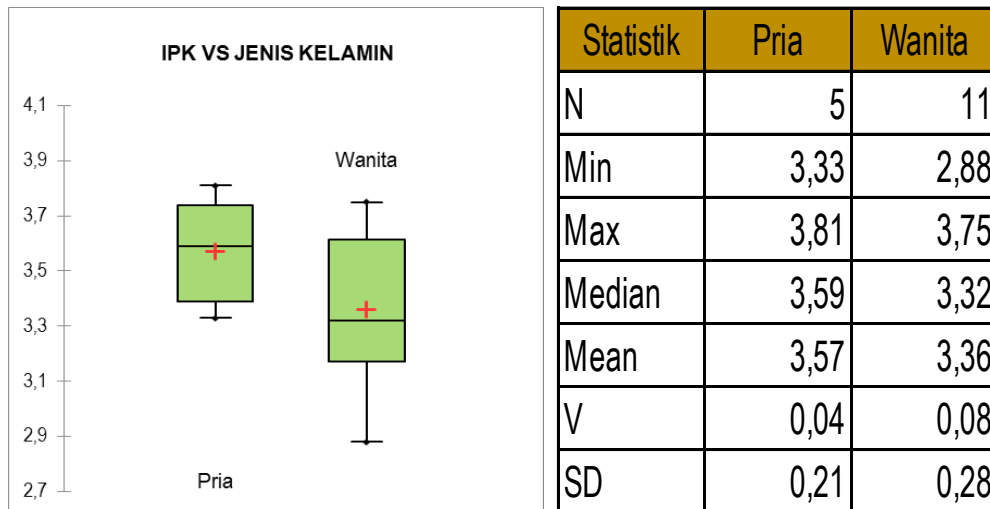 IPK VS JENIS KELAMIN
4,1
3,9
3,7
3,5
3,3
3,1
2,9
2,7
Wanita
Pria
Statistik Pria Wanita
N 5 11
Min 3,33 2,88
Max 3,81 3,75
Median 3,59 3,32
Mean 3,57 3,36
V 0,04 0,08
SD 0,21 0,28